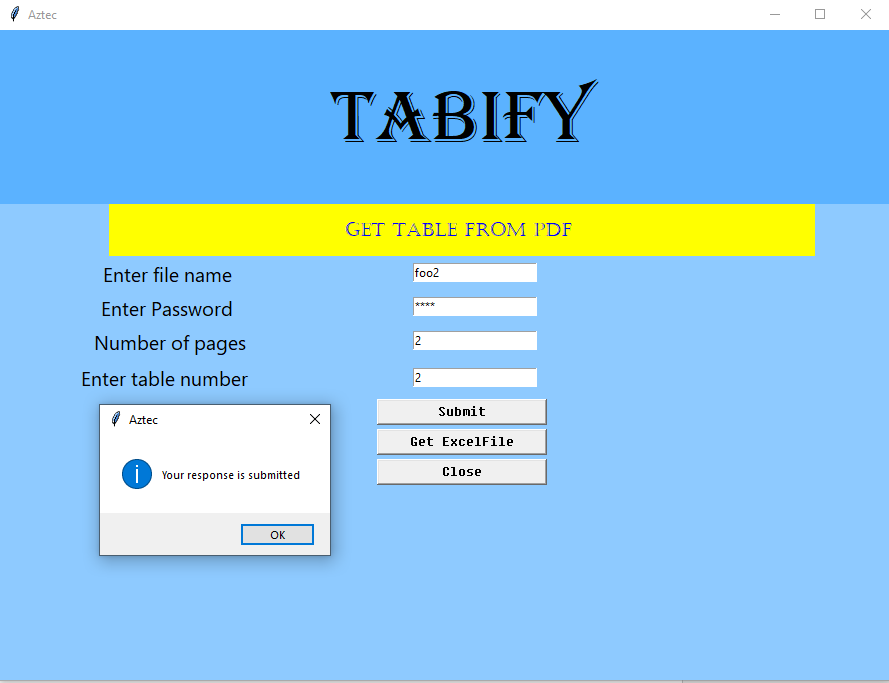 Aztec
TABIFY
GET TABLE FROM PDF
Enter file name
foo2
Enter Password
****
Number of pages
2
Enter table number
2
Submit
Get ExcelFile
Close
Aztec
Your response is submitted
OK